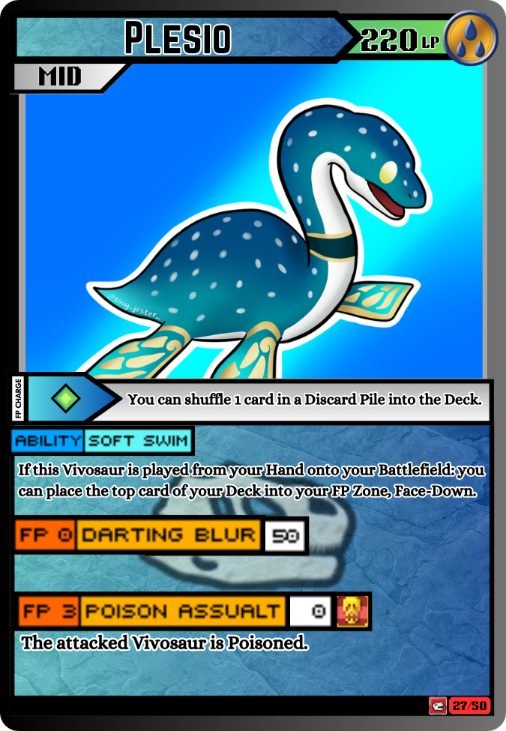 PLESIO
220 LP
MID
tiny-jester
FP CHARGE
You can shuffle 1 card in a Discard Pile into the Deck.
ABILITY SOFT SWIM
If this Vivosaur is played from your Hand onto your Battlefield: you
can place the top card of your Deck into your FP Zone, Face-Down.
FP 0 DARTING BLUR 50
FP 3 POISON ASSUALT 0
The attacked Vivosaur is Poisoned.
27/50